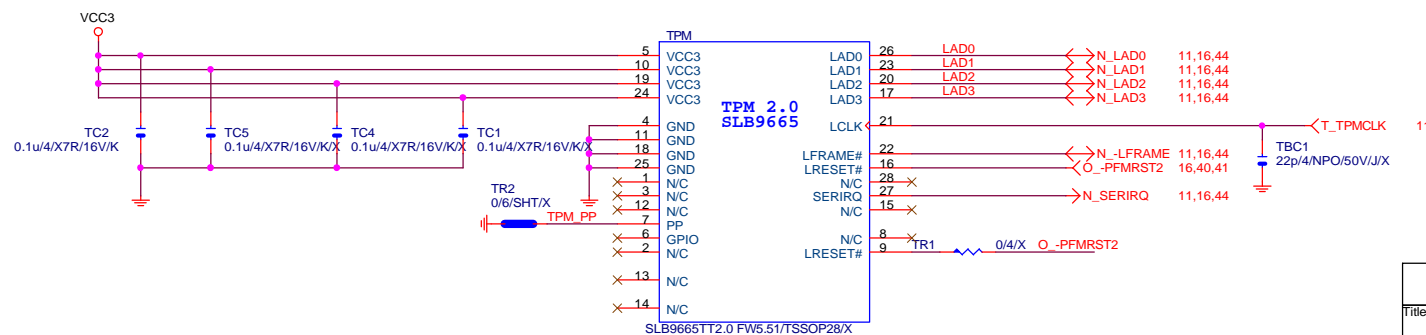 VCC3
TPM
5 VCC3
10 VCC3
19 VCC3
24 VCC3
4 GND
11 GND
18 GND
25 GND
1 N/C
3 N/C
12 N/C
7 PP
6 GPIO
2 N/C
13 N/C
14 N/C
TPM 2.0
SLB9665
LAD0 26 LAD0 N_LAD0 11,16,44
LAD1 23 LAD1 N_LAD1 11,16,44
LAD2 20 LAD2 N_LAD2 11,16,44
LAD3 17 LAD3 N_LAD3 11,16,44
LCLK 21 T_TPMCLK 11
LFRAME# 22 N_-LFRAME 11,16,44
LRESET# 16 O_-PFMRST2 16,40,41
N/C 28
SERIRQ 27 N_SERIRQ 11,16,44
N/C 15
N/C 8
LRESET# 9 TR1 0/4/X O_-PFMRST2
TC2
0.1u/4/X7R/16V/K
TC5
0.1u/4/X7R/16V/K/X
TC4
0.1u/4/X7R/16V/K/X
TC1
0.1u/4/X7R/16V/K/X
TR2
0/6/SHT/X
TPM_PP
TBC1
22p/4/NPO/50V/J/X
SLB9665TT2.0 FW5.51/TSSOP28/X
Title